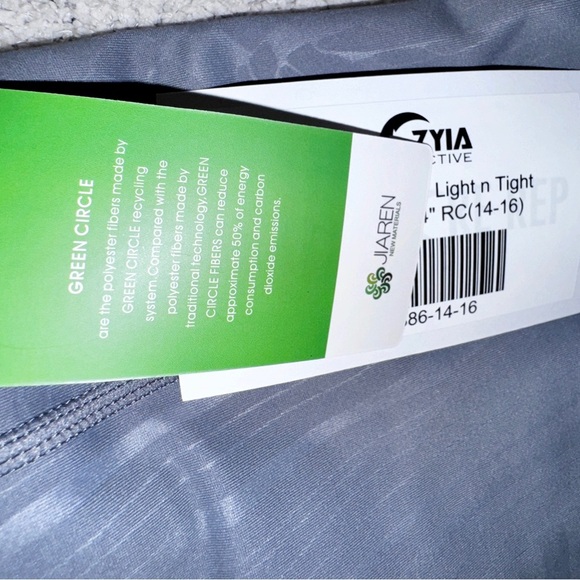 GREEN CIRCLE
are the polyester fibers made by
GREEN CIRCLE recycling
system.Compared with the
polyester fibers made by
traditional technology,GREEN
CIRCLE FIBERS can reduce
approximate 50% of energy
consumption and carbon
dioxide emissions.
JIAREN
NEW MATERIALS
ZYIA
CTIVE
Light n Tight
" RC(14-16)
86-14-16
REP